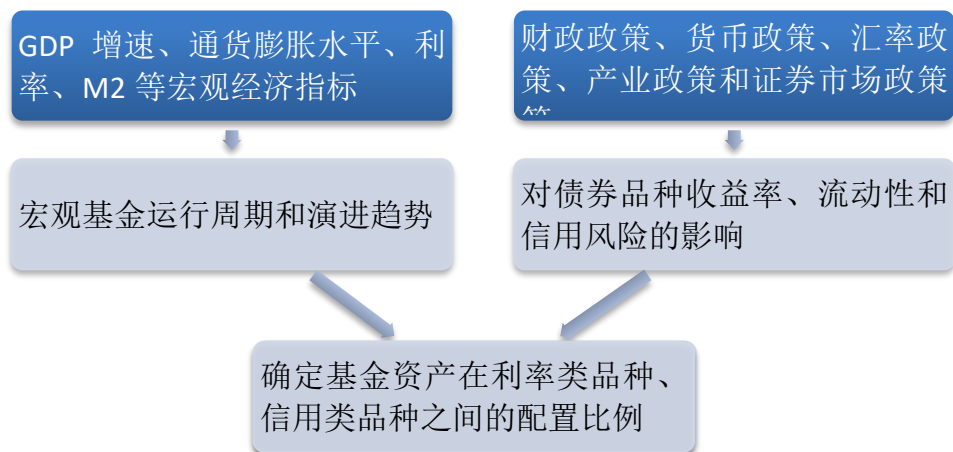 GDP 增速、通货膨胀水平、利
率、M2 等宏观经济指标
财政政策、货币政策、汇率政
策、产业政策和证券市场政策
宏观基金运行周期和演进趋势
对债券品种收益率、流动性和
信用风险的影响
确定基金资产在利率类品种、
信用类品种之间的配置比例